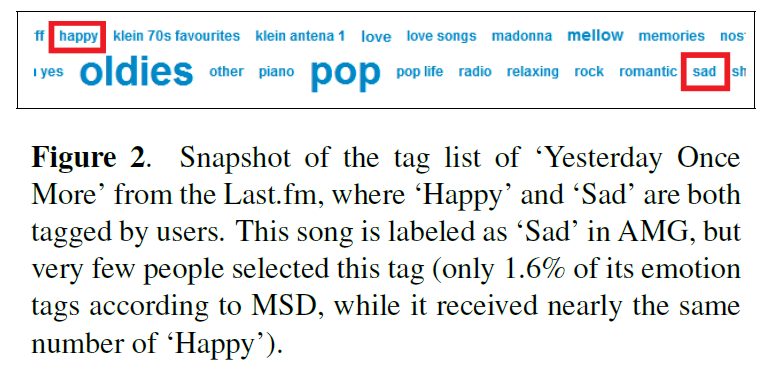 ff happy klein 70s favourites klein antena 1 love love songs madonna mellow memories nos
yes oldies other piano pop pop life radio relaxing rock romantic sad sh
Figure 2. Snapshot of the tag list of ‘Yesterday Once
More’ from the Last.fm, where ‘Happy’ and ‘Sad’ are both
tagged by users. This song is labeled as ‘Sad’ in AMG, but
very few people selected this tag (only 1.6% of its emotion
tags according to MSD, while it received nearly the same
number of ‘Happy’).